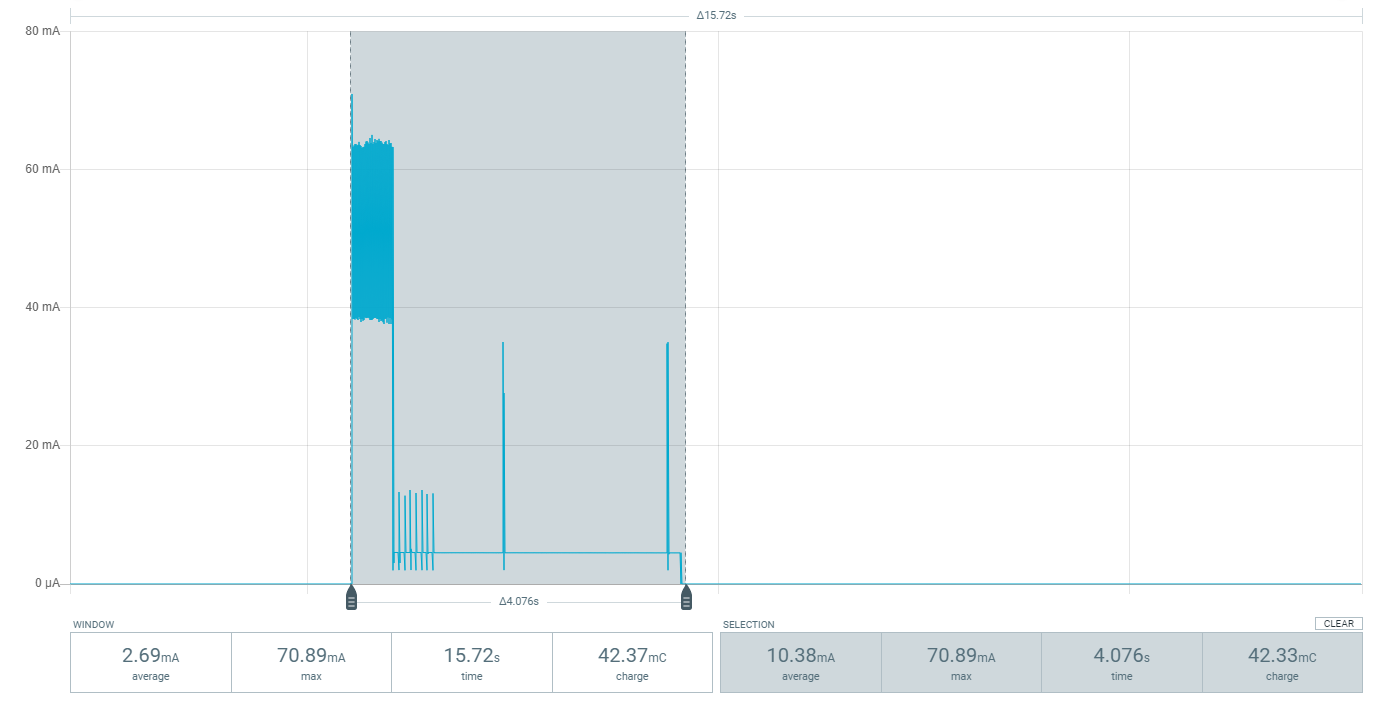 Δ15.72s
80 mA
60 mA
40 mA
20 mA
0 µA
Δ4.076s
WINDOW
SELECTION
CLEAR
2.69mA 70.89mA 15.72s 42.37mC 10.38mA 70.89mA 4.076s 42.33mC
average max time charge average max time charge